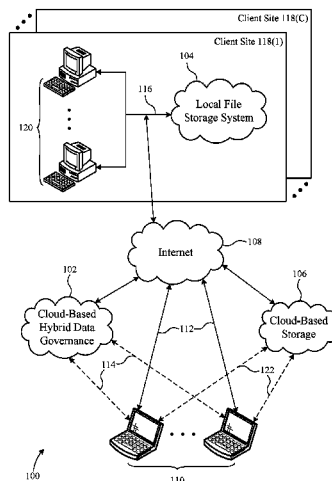 Client Site 118(C)
Client Site 118(1)
104
116
Local File
Storage System
120
108
Internet
102
106
Cloud-Based
Hybrid Data
Governance
112
Cloud-Based
Storage
114
122
100
110